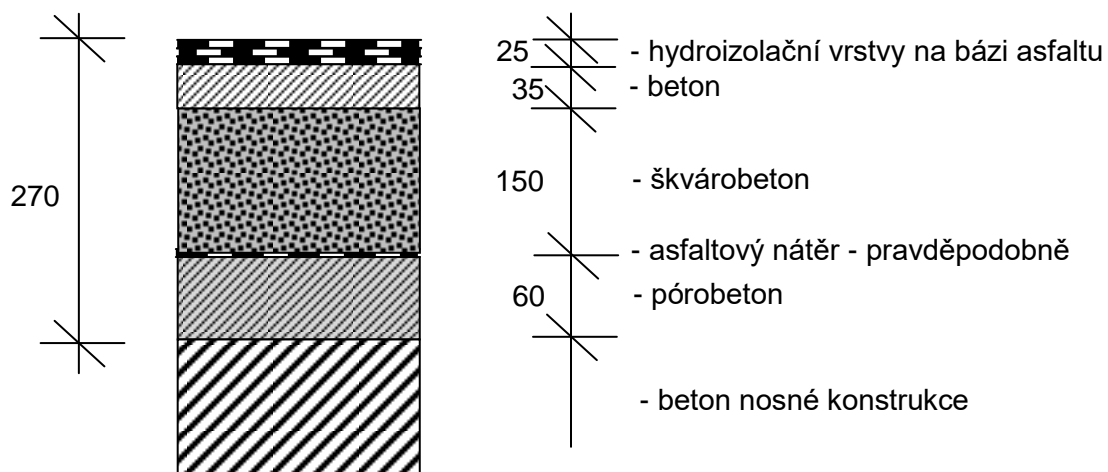 25 - hydroizolační vrstvy na bázi asfaltu
35 - beton
270
150 - škvárobeton
- asfaltový nátěr - pravděpodobně
60 - pórobeton
- beton nosné konstrukce